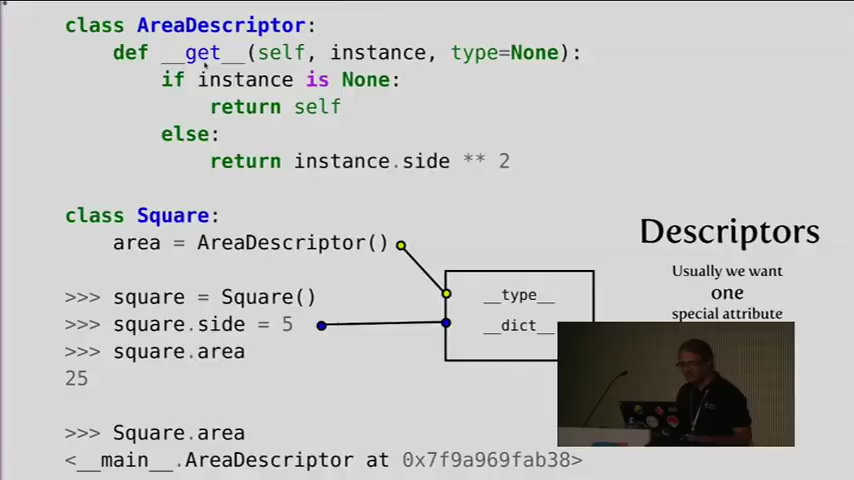 class AreaDescriptor:
    def __get__(self, instance, type=None):
        if instance is None:
            return self
        else:
            return instance.side ** 2
class Square:
    area = AreaDescriptor()
>>> square = Square()
>>> square.side = 5
>>> square.area
25
>>> Square.area
<__main__.AreaDescriptor at 0x7f9a969fab38>
__type__
__dict__
Descriptors
Usually we want
one
special attribute